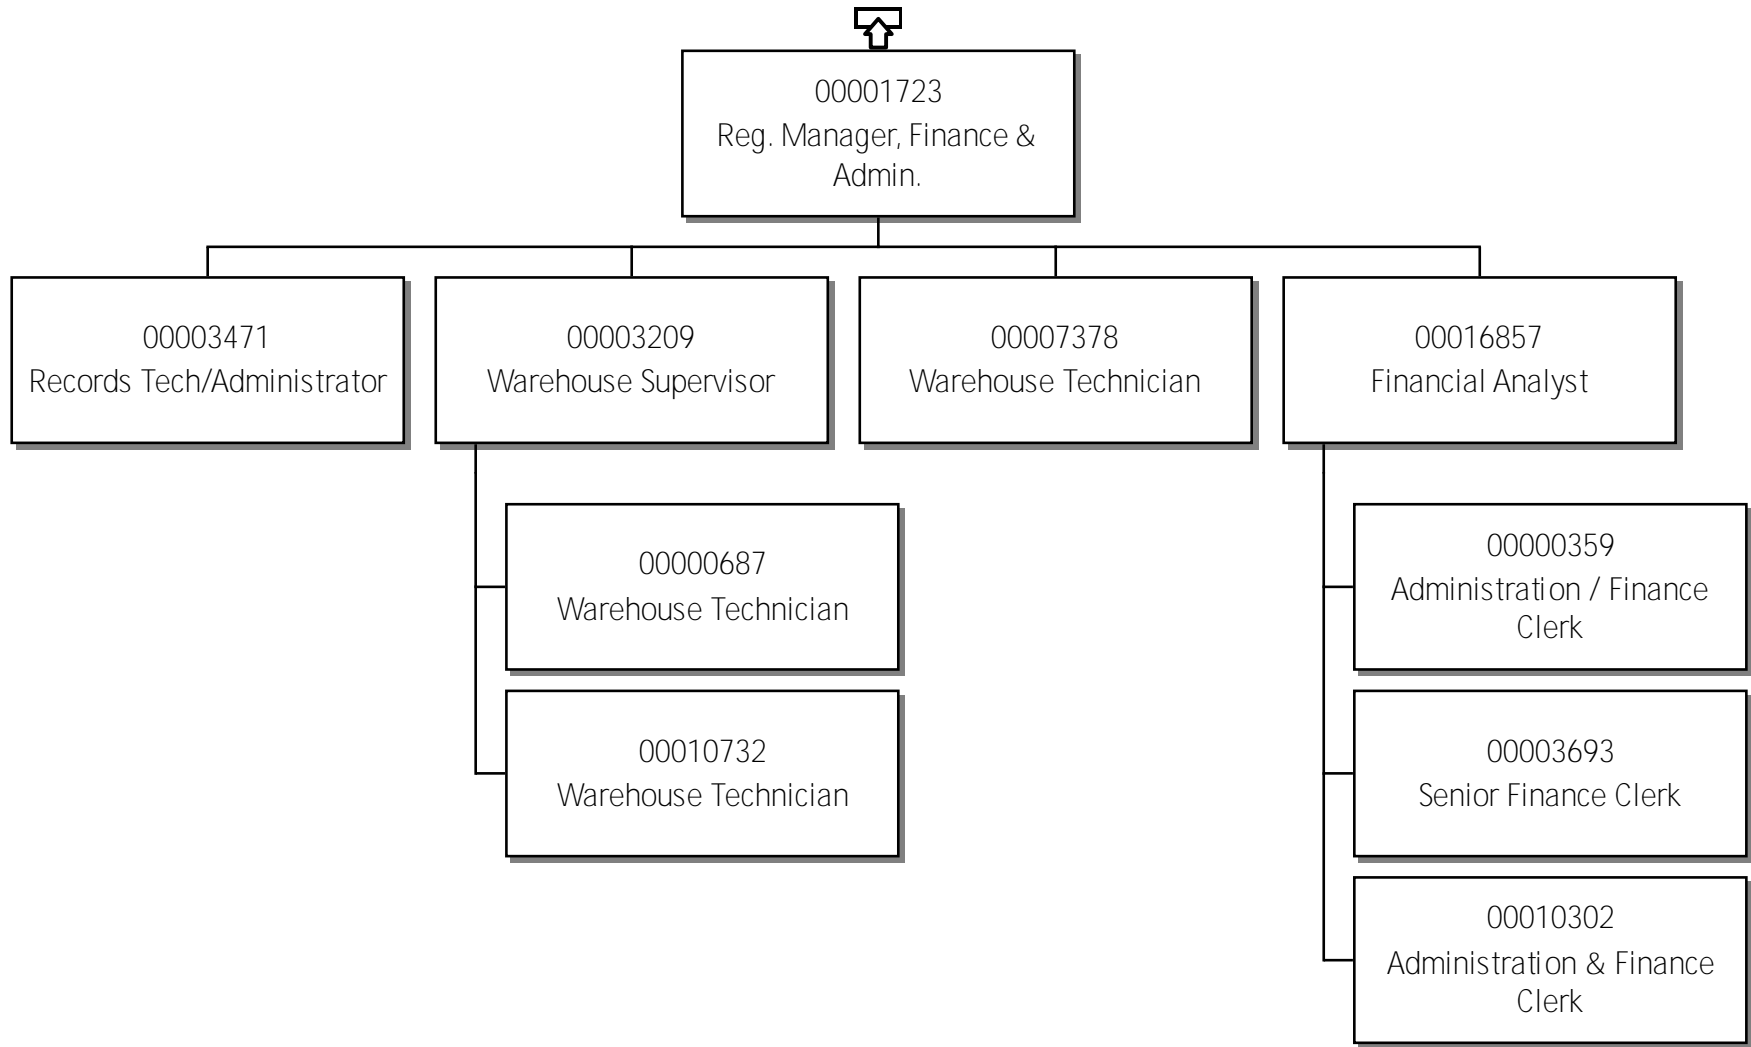 00001723
Reg. Manager, Finance &
Admin.
00003471
Records Tech/Administrator
00003209
Warehouse Supervisor
00007378
Warehouse Technician
00016857
Financial Analyst
00000687
Warehouse Technician
00010732
Warehouse Technician
00000359
Administration / Finance
Clerk
00003693
Senior Finance Clerk
00010302
Administration & Finance
Clerk